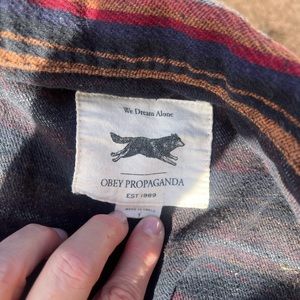 We Dream Alone
OBEY PROPAGANDA
EST 1989